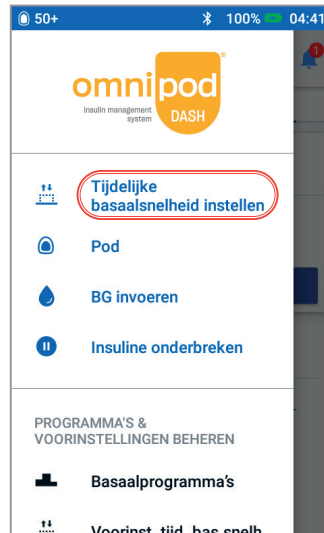 50+ 100% 04:41
1
omnipod®
insulin management
system DASH
Tijdelijke
basaalsnelheid instellen
Pod
BG invoeren
Insuline onderbreken
PROGRAMMA'S &
VOORINSTELLINGEN BEHEREN
Basaalprogramma's
Voorinst. tijd. bas.snelh.